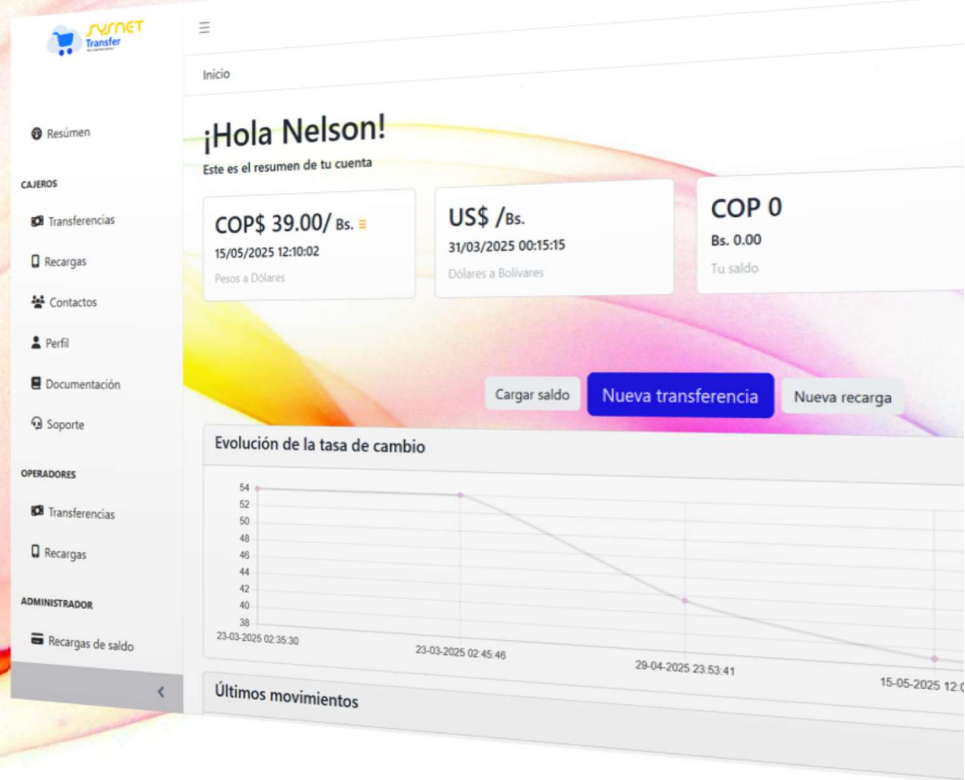 SYSNET
Transfer
Resúmen
CAJEROS
Transferencias
Recargas
Contactos
Perfil
Documentación
Soporte
OPERADORES
Transferencias
Recargas
ADMINISTRADOR
Recargas de saldo
Inicio
¡Hola Nelson!
Este es el resumen de tu cuenta
COP$ 39.00/ Bs.
15/05/2025 12:10:02
Pesos a Dólares
US$ /Bs.
31/03/2025 00:15:15
Dólares a Bolívares
COP 0
Bs. 0.00
Tu saldo
Cargar saldo
Nueva transferencia
Nueva recarga
Evolución de la tasa de cambio
54
52
50
48
46
44
42
40
38
23-03-2025 02:35:30
23-03-2025 02:45:46
29-04-2025 23:53:41
15-05-2025 12:
Últimos movimientos